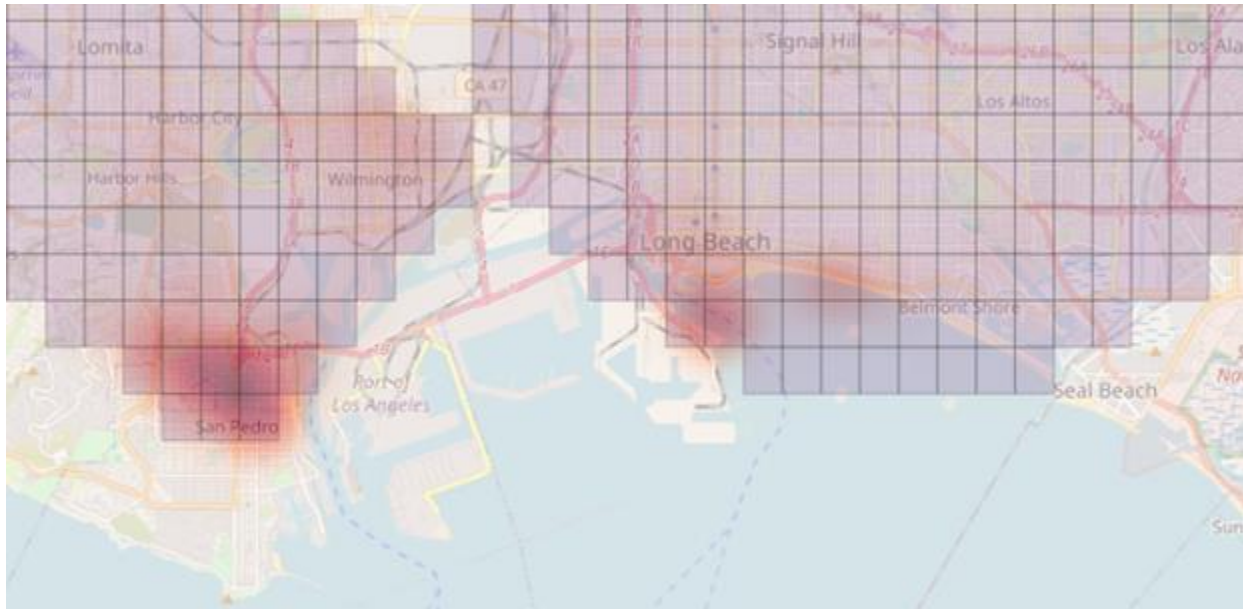 Lomita
Signal Hill
Los Ala
CA 47
Los Altos
Harbor City
Harbor Hills
Wilmington
Long Beach
Belmont Shore
Port of
Los Angeles
Seal Beach
San Pedro
Sun